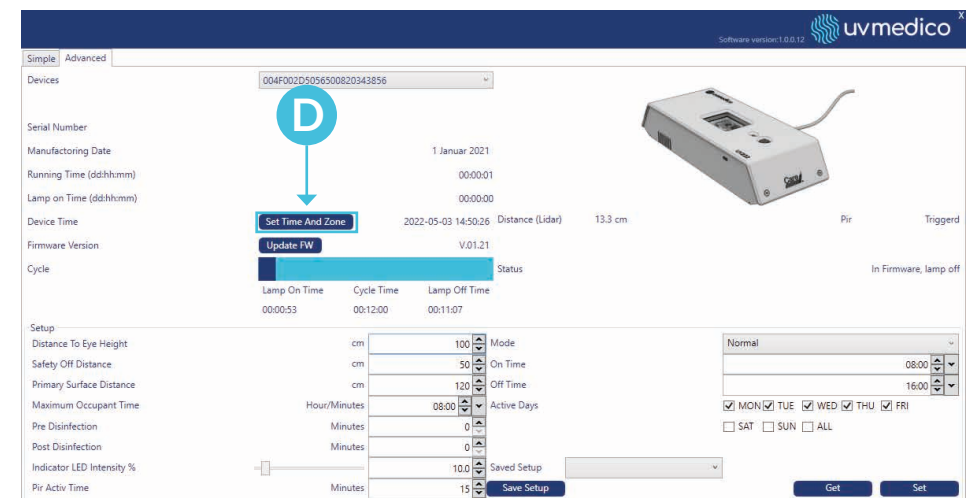 X
Software version:1.0.0.12 uvmedico
Simple Advanced
Devices 004F002D5056500820343856
D
Serial Number
Manufactoring Date 1 Januar 2021
Running Time (dd:hh:mm) 00:00:01
Lamp on Time (dd:hh:mm) 00:00:00
Device Time Set Time And Zone 2022-05-03 14:50:26 Distance (Lidar) 13.3 cm Pir Triggerd
Firmware Version Update FW V.01.21
Cycle Status In Firmware, lamp off
Lamp On Time Cycle Time Lamp Off Time
00:00:53 00:12:00 00:11:07
Setup
Distance To Eye Height cm 100 Mode Normal
Safety Off Distance cm 50 On Time 08:00
Primary Surface Distance cm 120 Off Time 16:00
Maximum Occupant Time Hour/Minutes 08:00 Active Days MON TUE WED THU FRI
Pre Disinfection Minutes 0 SAT SUN ALL
Post Disinfection Minutes 0
Indicator LED Intensity % 10.0 Saved Setup
Pir Activ Time Minutes 15 Save Setup Get Set